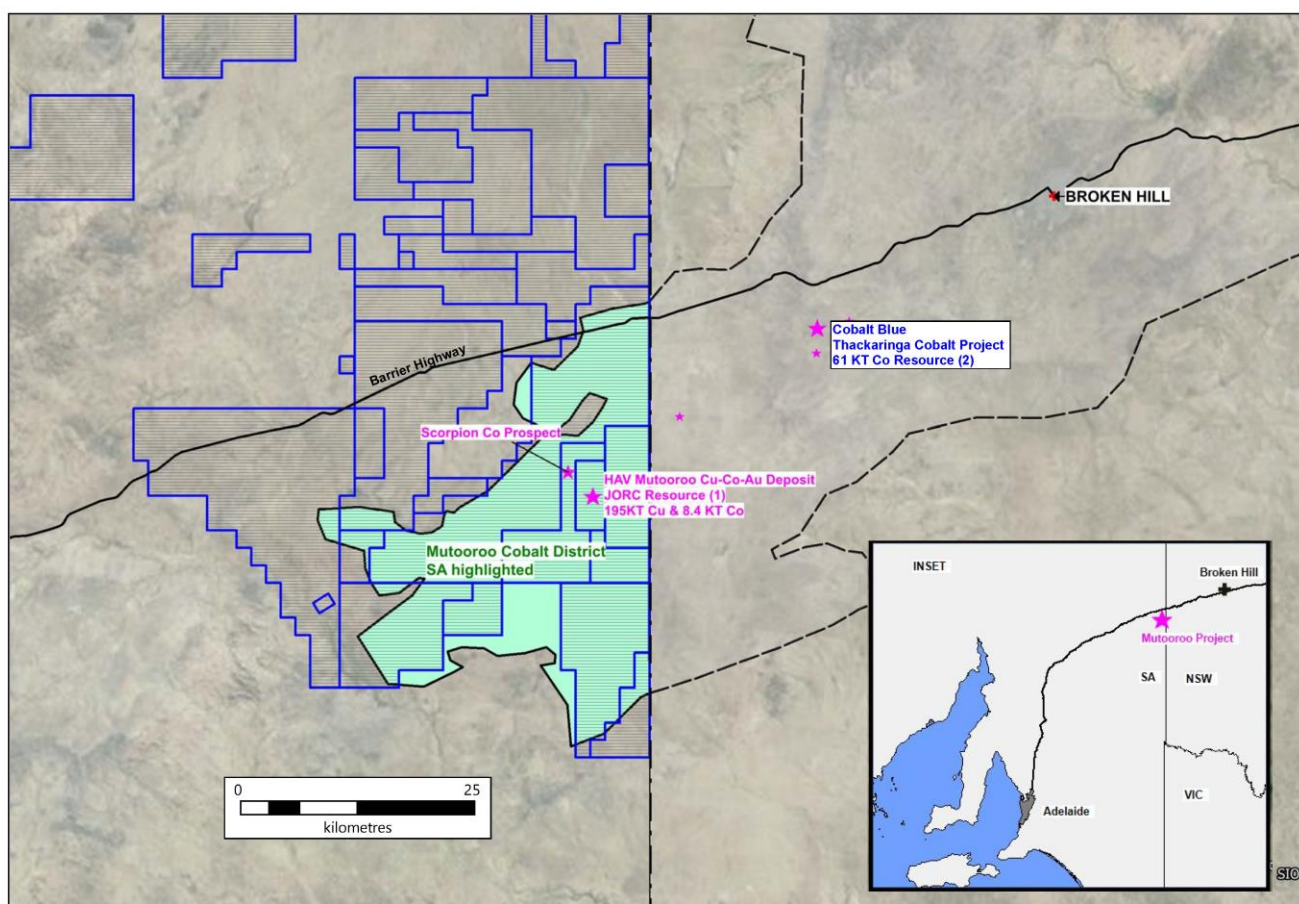 BROKEN HILL
Cobalt Blue
Thackaringa Cobalt Project
61 KT Co Resource (2)
Barrier Highway
Scorpion Co Prospect
HAV Mutooroo Cu-Co-Au Deposit
JORC Resource (1)
195KT Cu & 8.4 KT Co
Mutooroo Cobalt District
SA highlighted
0 25
kilometres
INSET
Broken Hill
Mutooroo Project
SA
NSW
VIC
Adelaide